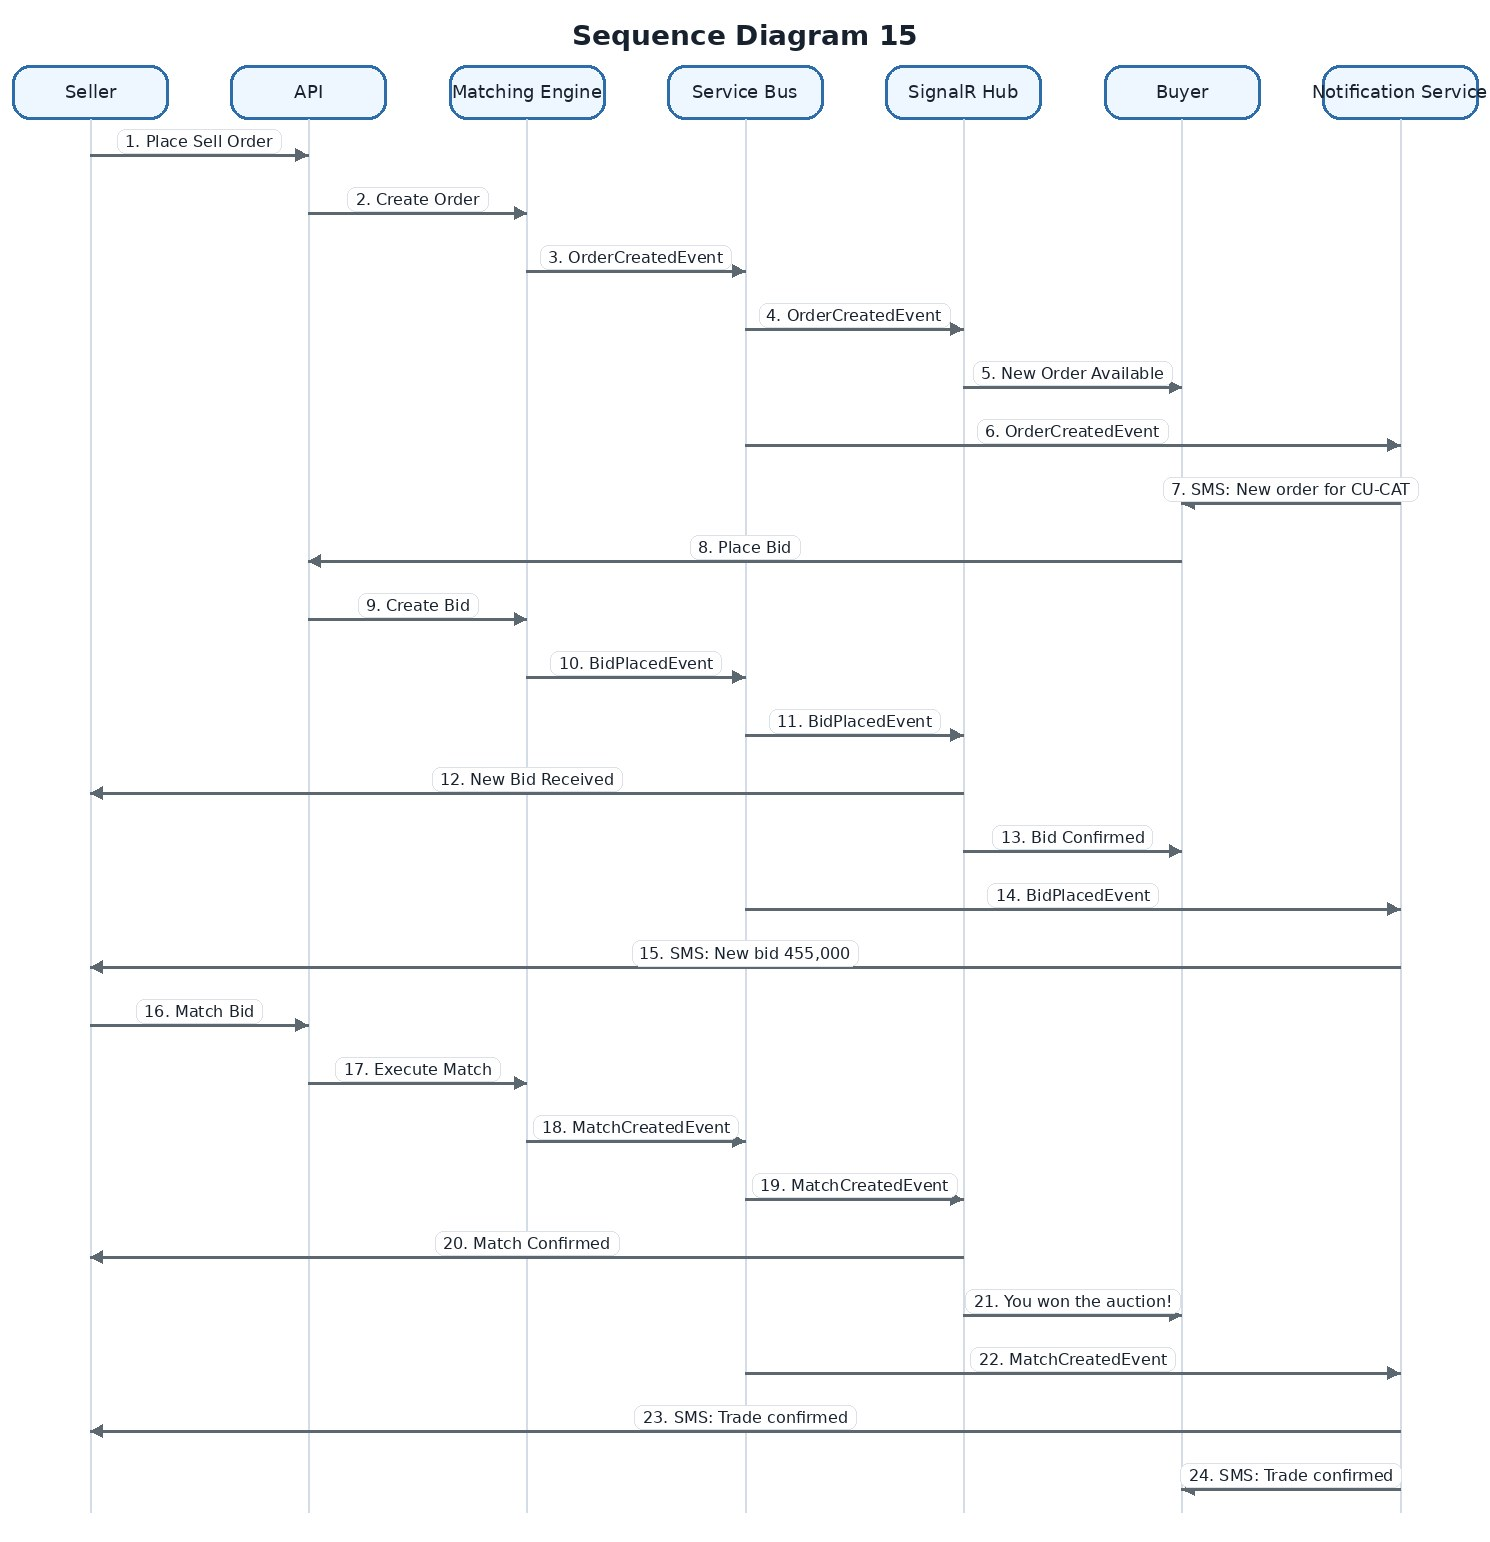 Sequence Diagram 15
Seller
API
Matching Engine
Service Bus
SignalR Hub
Buyer
Notification Service
1. Place Sell Order
2. Create Order
3. OrderCreatedEvent
4. OrderCreatedEvent
5. New Order Available
6. OrderCreatedEvent
7. SMS: New order for CU-CAT
8. Place Bid
9. Create Bid
10. BidPlacedEvent
11. BidPlacedEvent
12. New Bid Received
13. Bid Confirmed
14. BidPlacedEvent
15. SMS: New bid 455,000
16. Match Bid
17. Execute Match
18. MatchCreatedEvent
19. MatchCreatedEvent
20. Match Confirmed
21. You won the auction!
22. MatchCreatedEvent
23. SMS: Trade confirmed
24. SMS: Trade confirmed